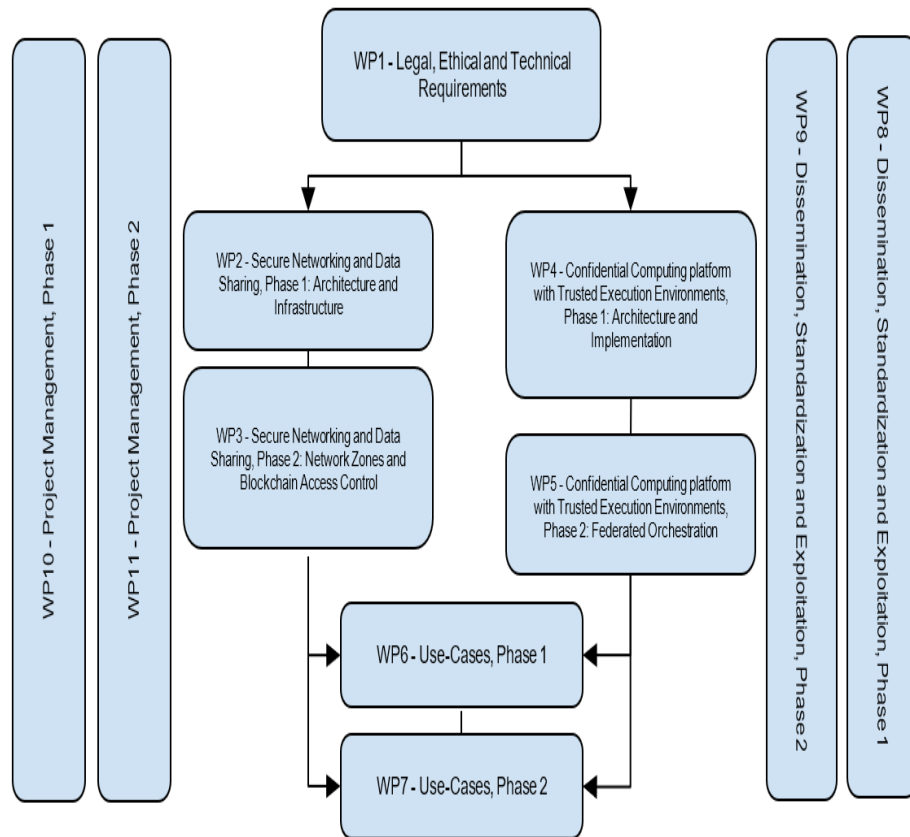 WP10 - Project Management, Phase 1
WP11 - Project Management, Phase 2
WP1 - Legal, Ethical and Technical
Requirements
WP2 - Secure Networking and Data
Sharing, Phase 1: Architecture and
Infrastructure
WP3 - Secure Networking and Data
Sharing, Phase 2: Network Zones and
Blockchain Access Control
WP4 - Confidential Computing platform
with Trusted Execution Environments,
Phase 1: Architecture and
Implementation
WP5 - Confidential Computing platform
with Trusted Execution Environments,
Phase 2: Federated Orchestration
WP6 - Use-Cases, Phase 1
WP7 - Use-Cases, Phase 2
WP9 - Dissemination, Standardization and Exploitation, Phase 2
WP8 - Dissemination, Standardization and Exploitation, Phase 1